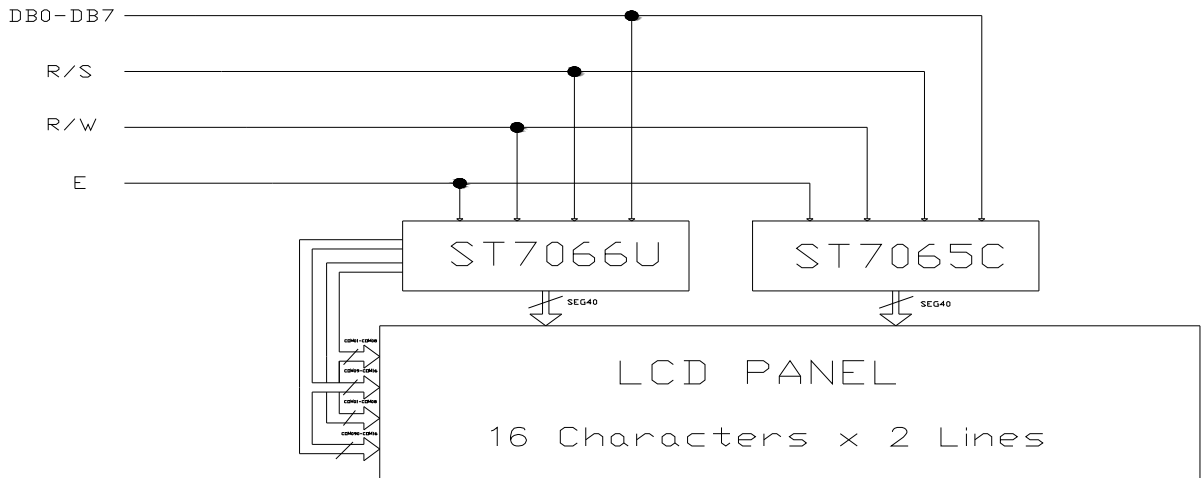 DB0-DB7
R/S
R/W
E
ST7066U
ST7065C
SEG40
SEG40
LCD PANEL
16 Characters x 2 Lines